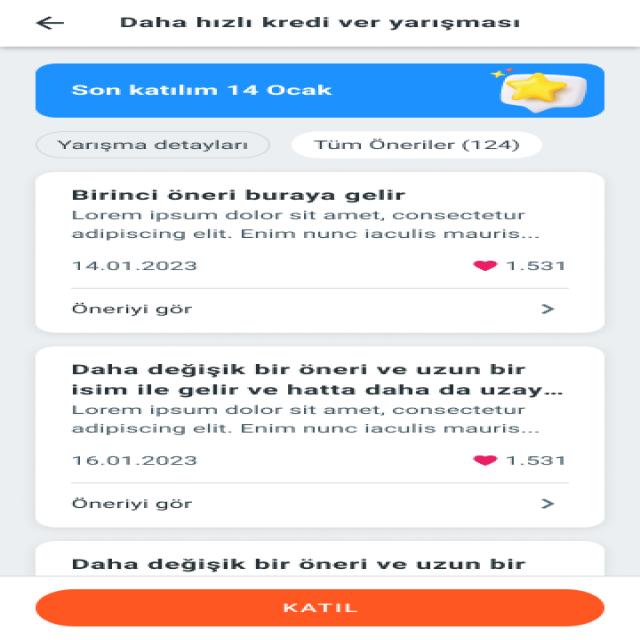 Daha hızlı kredi ver yarışması
Son katılım 14 Ocak
Yarışma detayları
Tüm Öneriler (124)
Birinci öneri buraya gelir
Lorem ipsum dolor sit amet, consectetur
adipiscing elit. Enim nunc iaculis mauris...
14.01.2023
1.531
Öneriyi gör
Daha değişik bir öneri ve uzun bir
isim ile gelir ve hatta daha da uzay...
Lorem ipsum dolor sit amet, consectetur
adipiscing elit. Enim nunc iaculis mauris...
16.01.2023
1.531
Öneriyi gör
Daha değişik bir öneri ve uzun bir
KATIL